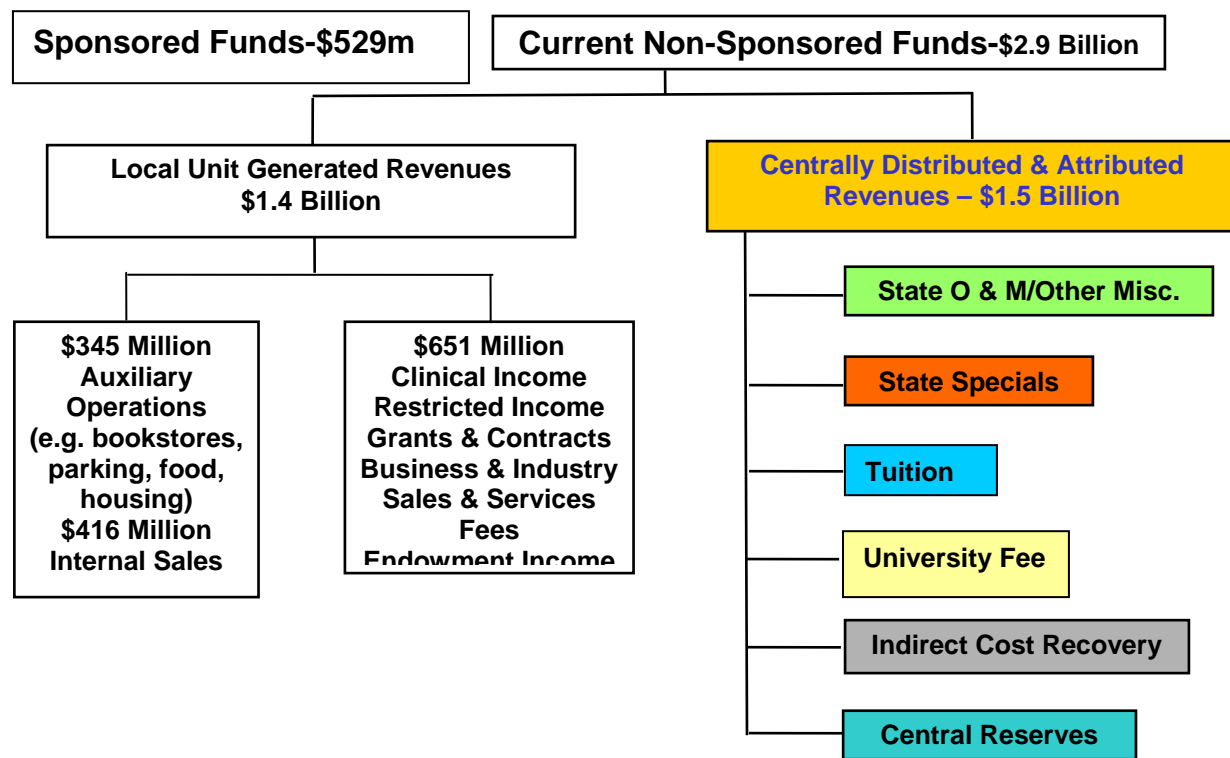 Sponsored Funds-$529m
Current Non-Sponsored Funds-$2.9 Billion
Local Unit Generated Revenues
$1.4 Billion
Centrally Distributed & Attributed
Revenues – $1.5 Billion
$345 Million
Auxiliary
Operations
(e.g. bookstores,
parking, food,
housing)
$416 Million
Internal Sales
$651 Million
Clinical Income
Restricted Income
Grants & Contracts
Business & Industry
Sales & Services
Fees
Endowment Income
State O & M/Other Misc.
State Specials
Tuition
University Fee
Indirect Cost Recovery
Central Reserves